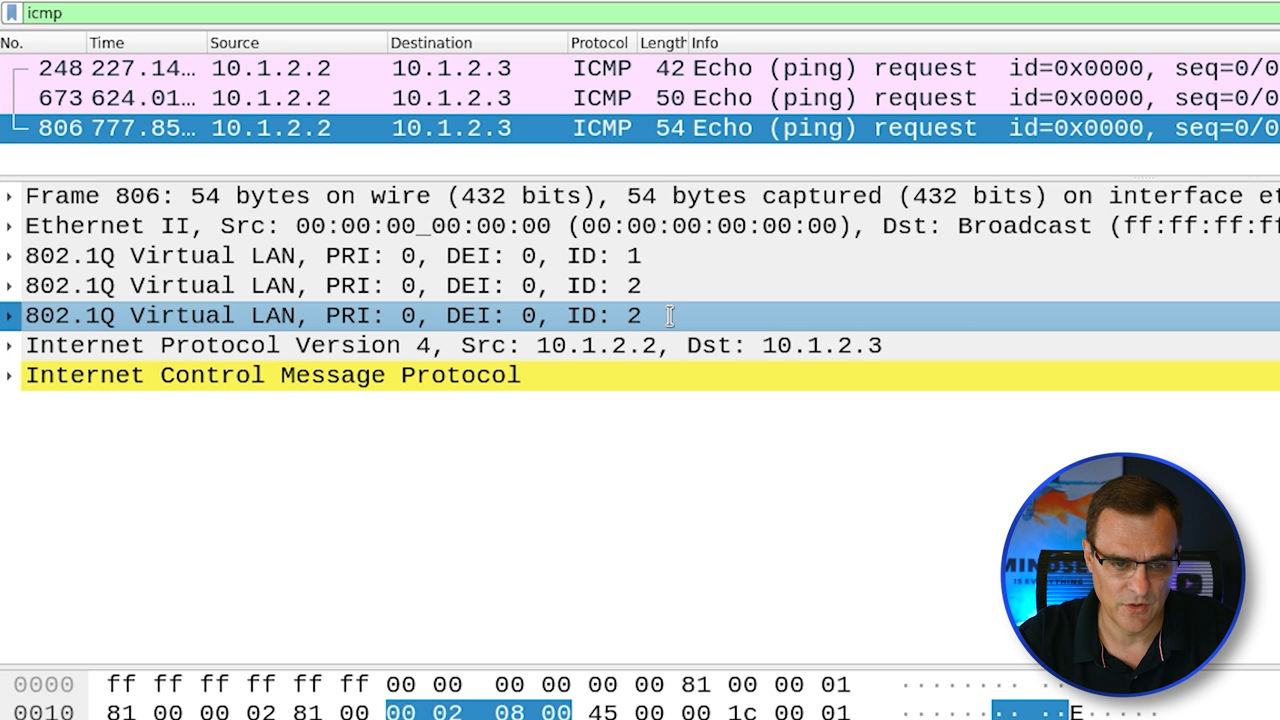 icmp
No. Time Source Destination Protocol Length Info
248 227.14… 10.1.2.2 10.1.2.3 ICMP 42 Echo (ping) request id=0x0000, seq=0/0
673 624.01… 10.1.2.2 10.1.2.3 ICMP 50 Echo (ping) request id=0x0000, seq=0/0
806 777.85… 10.1.2.2 10.1.2.3 ICMP 54 Echo (ping) request id=0x0000, seq=0/0
Frame 806: 54 bytes on wire (432 bits), 54 bytes captured (432 bits) on interface et
Ethernet II, Src: 00:00:00_00:00:00 (00:00:00:00:00:00), Dst: Broadcast (ff:ff:ff:ff
802.1Q Virtual LAN, PRI: 0, DEI: 0, ID: 1
802.1Q Virtual LAN, PRI: 0, DEI: 0, ID: 2
802.1Q Virtual LAN, PRI: 0, DEI: 0, ID: 2
Internet Protocol Version 4, Src: 10.1.2.2, Dst: 10.1.2.3
Internet Control Message Protocol
MINDSE
0000 ff ff ff ff ff ff 00 00 00 00 00 00 81 00 00 01 ········ ··
0010 81 00 00 02 81 00 00 02 08 00 45 00 00 1c 00 01 ······ ·· ··E·····